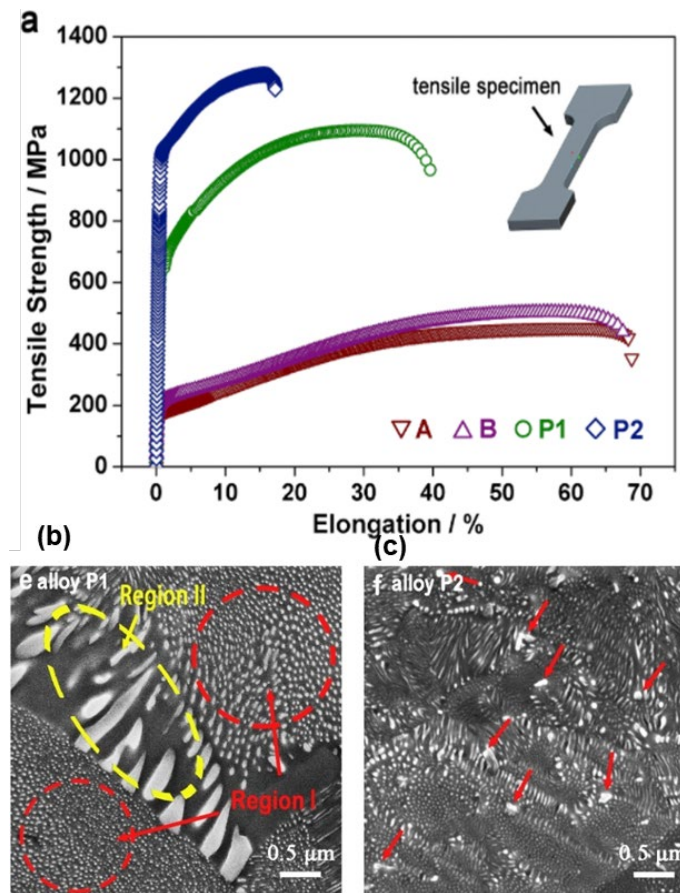 a
1400
1200
1000
800
600
400
200
0
Tensile Strength / MPa
tensile specimen
A B P1 P2
0 10 20 30 40 50 60 70
Elongation / %
(b) (c)
e alloy P1
Region II
Region I
0.5 μm
f alloy P2
0.5 μm